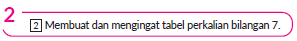 2
2 Membuat dan mengingat tabel perkalian bilangan 7.